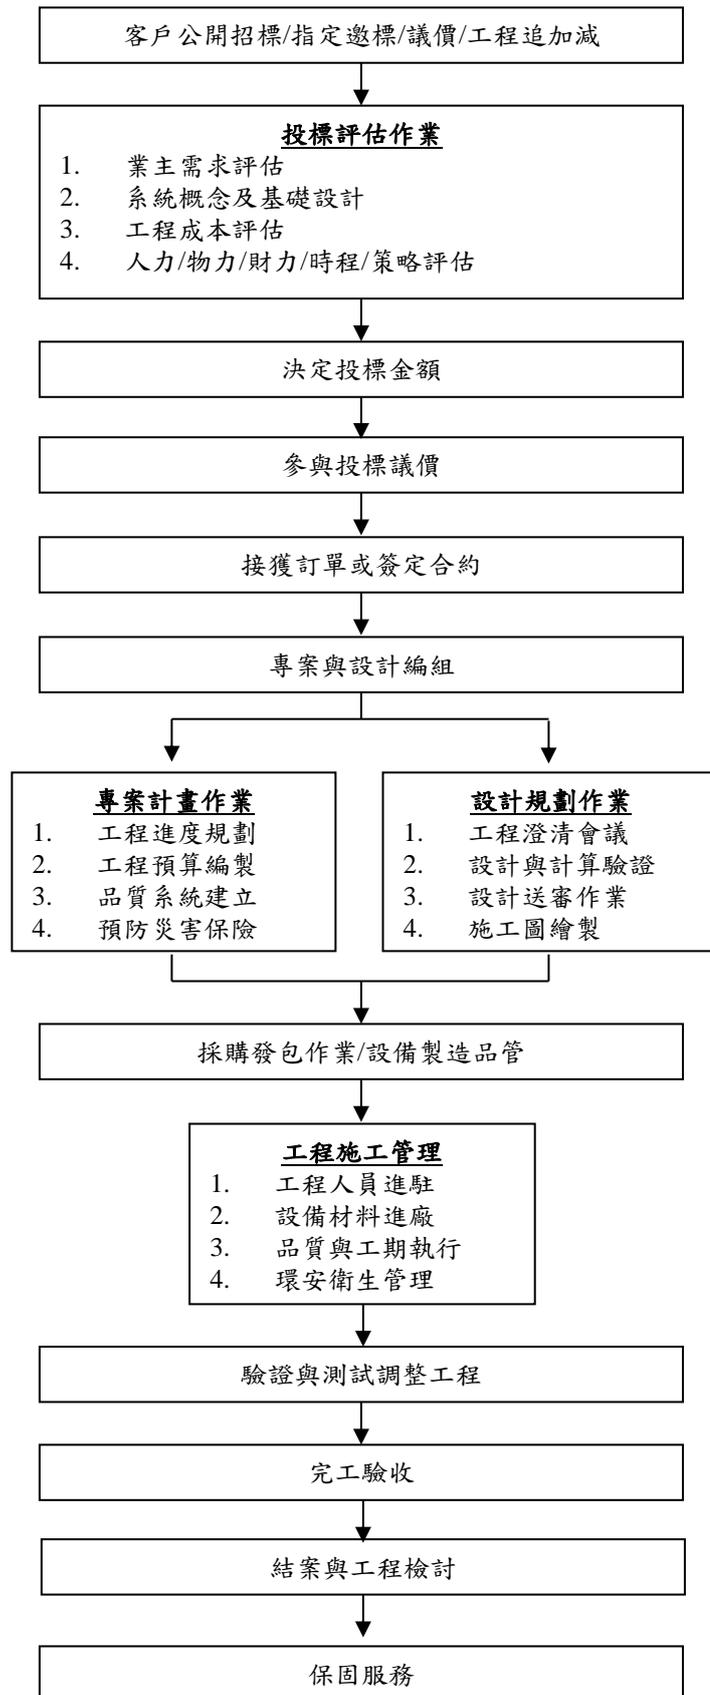 客戶公開招標/指定邀標/議價/工程追加減
投標評估作業
1. 業主需求評估
2. 系統概念及基礎設計
3. 工程成本評估
4. 人力/物力/財力/時程/策略評估
決定投標金額
參與投標議價
接獲訂單或簽定合約
專案與設計編組
專案計畫作業
1. 工程進度規劃
2. 工程預算編製
3. 品質系統建立
4. 預防災害保險
設計規劃作業
1. 工程澄清會議
2. 設計與計算驗證
3. 設計送審作業
4. 施工圖繪製
採購發包作業/設備製造品管
工程施工管理
1. 工程人員進駐
2. 設備材料進廠
3. 品質與工期執行
4. 環安衛生管理
驗證與測試調整工程
完工驗收
結案與工程檢討
保固服務